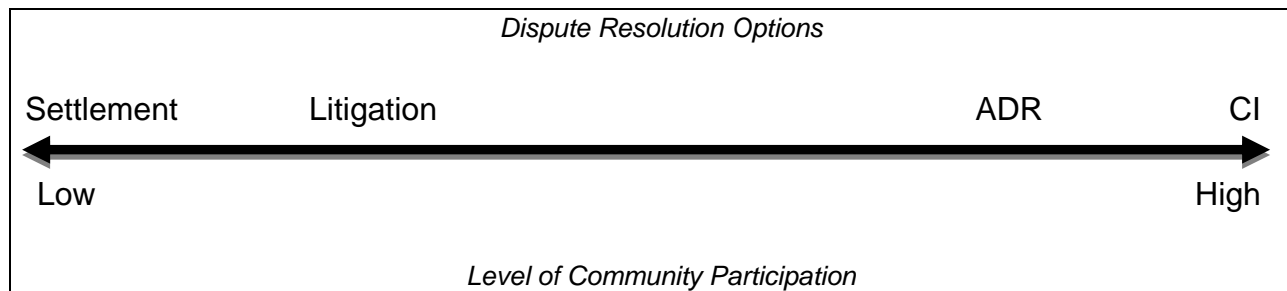 Dispute Resolution Options
Settlement Litigation ADR CI
Low High
Level of Community Participation